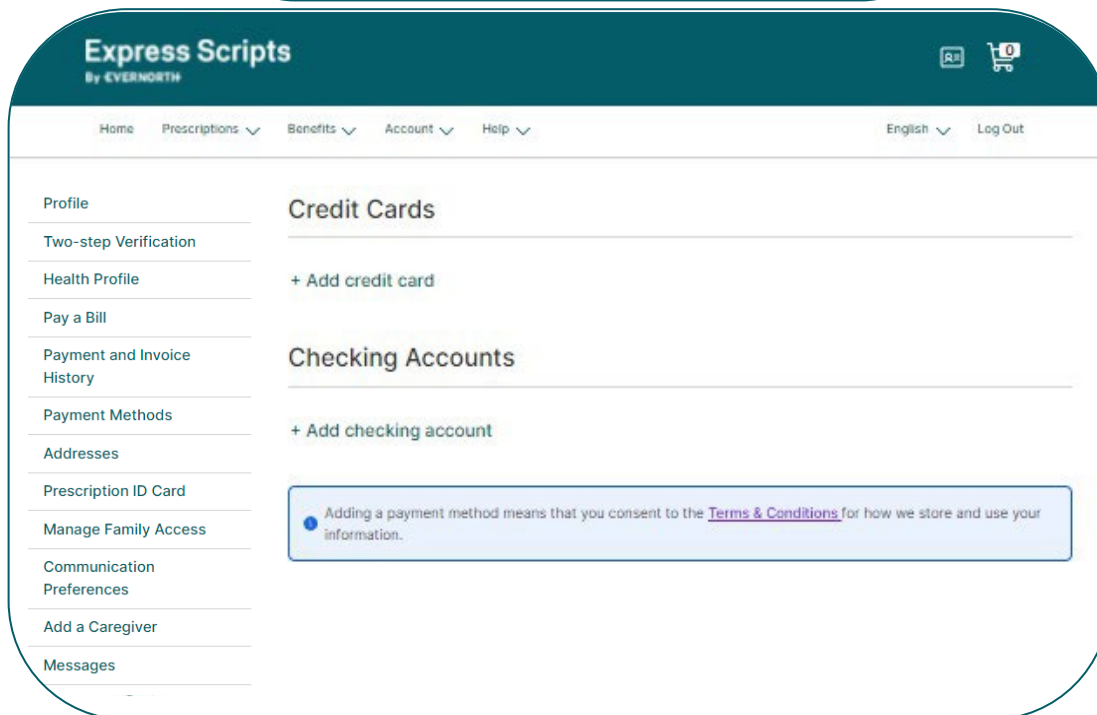 Express Scripts
By EVERNORTH
0
Home Prescriptions Benefits Account Help English Log Out
Profile
Two-step Verification
Health Profile
Pay a Bill
Payment and Invoice
History
Payment Methods
Addresses
Prescription ID Card
Manage Family Access
Communication
Preferences
Add a Caregiver
Messages
Credit Cards
+ Add credit card
Checking Accounts
+ Add checking account
Adding a payment method means that you consent to the Terms & Conditions for how we store and use your
information.